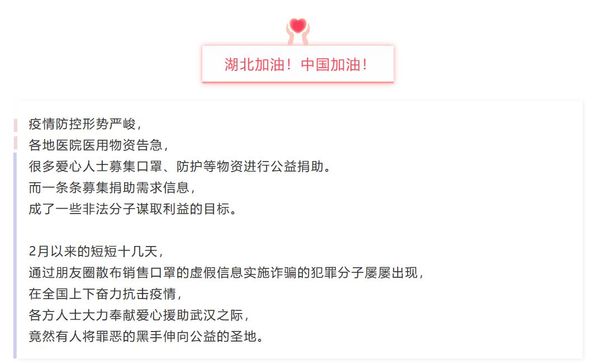 湖北加油！中国加油！
疫情防控形势严峻，
各地医院医用物资告急，
很多爱心人士募集口罩、防护等物资进行公益捐助。
而一条条募集捐助需求信息，
成了一些非法分子谋取利益的目标。
2月以来的短短十几天，
通过朋友圈散布销售口罩的虚假信息实施诈骗的犯罪分子屡屡出现，
在全国上下奋力抗击疫情，
各方人士大力奉献爱心援助武汉之际，
竟然有人将罪恶的黑手伸向公益的圣地。